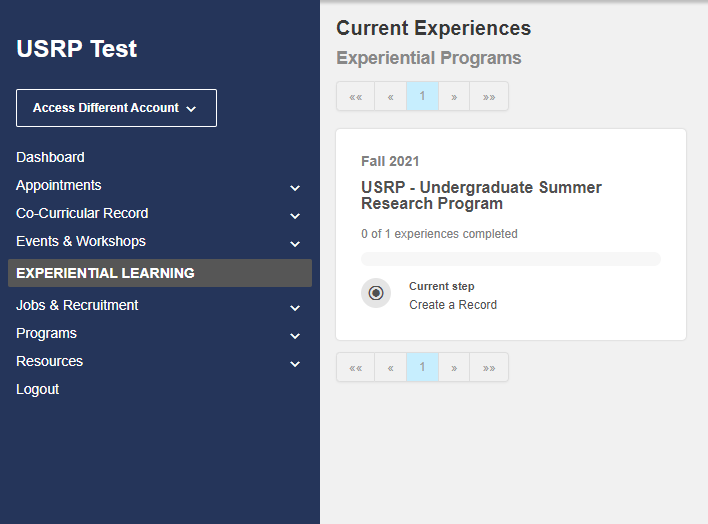 USRP Test
Access Different Account
Dashboard
Appointments
Co-Curricular Record
Events & Workshops
EXPERIENTIAL LEARNING
Jobs & Recruitment
Programs
Resources
Logout
Current Experiences
Experiential Programs
«« « 1 » »»
Fall 2021
USRP - Undergraduate Summer
Research Program
0 of 1 experiences completed
Current step
Create a Record
«« « 1 » »»